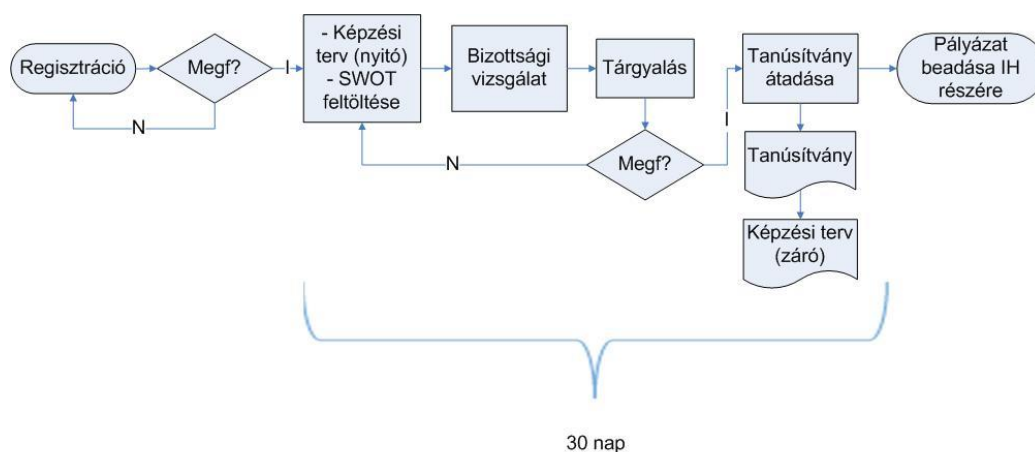 Regisztráció
Megf?
I
N
- Képzési
terv (nyitó)
- SWOT
feltöltése
Bizottsági
vizsgálat
Tárgyalás
Megf?
N
I
Tanúsítvány
átadása
Pályázat
beadása IH
részére
Tanúsítvány
Képzési terv
(záró)
30 nap